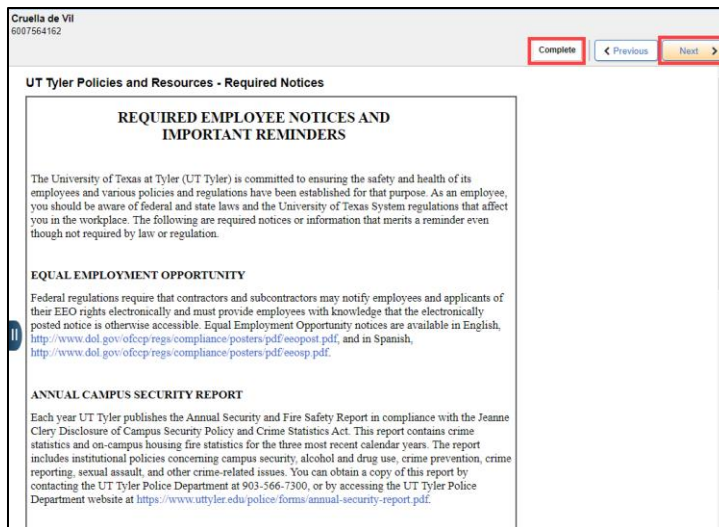 Cruella de Vil
6007564162
Complete
Previous
Next
UT Tyler Policies and Resources - Required Notices
REQUIRED EMPLOYEE NOTICES AND
IMPORTANT REMINDERS
The University of Texas at Tyler (UT Tyler) is committed to ensuring the safety and health of its
employees and various policies and regulations have been established for that purpose. As an employee,
you should be aware of federal and state laws and the University of Texas System regulations that affect
you in the workplace. The following are required notices or information that merits a reminder even
though not required by law or regulation.
EQUAL EMPLOYMENT OPPORTUNITY
Federal regulations require that contractors and subcontractors may notify employees and applicants of
their EEO rights electronically and must provide employees with knowledge that the electronically
posted notice is otherwise accessible. Equal Employment Opportunity notices are available in English,
http://www.dol.gov/ofccp/regs/compliance/posters/pdf/eeopost.pdf, and in Spanish,
http://www.dol.gov/ofccp/regs/compliance/posters/pdf/eeosp.pdf.
ANNUAL CAMPUS SECURITY REPORT
Each year UT Tyler publishes the Annual Security and Fire Safety Report in compliance with the Jeanne
Clery Disclosure of Campus Security Policy and Crime Statistics Act. This report contains crime
statistics and on-campus housing fire statistics for the three most recent calendar years. The report
includes institutional policies concerning campus security, alcohol and drug use, crime prevention, crime
reporting, sexual assault, and other crime-related issues. You can obtain a copy of this report by
contacting the UT Tyler Police Department at 903-566-7300, or by accessing the UT Tyler Police
Department website at https://www.uttyler.edu/police/forms/annual-security-report.pdf.